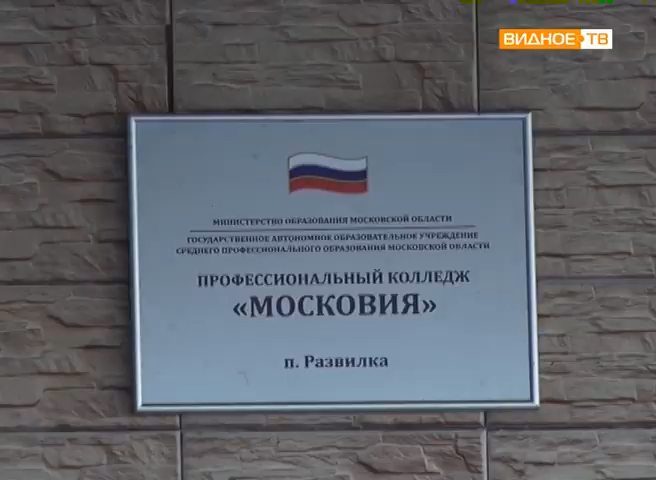 ВИДНОЕ ТВ
МИНИСТЕРСТВО ОБРАЗОВАНИЯ МОСКОВСКОЙ ОБЛАСТИ
ГОСУДАРСТВЕННОЕ АВТОНОМНОЕ ОБРАЗОВАТЕЛЬНОЕ УЧРЕЖДЕНИЕ
СРЕДНЕГО ПРОФЕССИОНАЛЬНОГО ОБРАЗОВАНИЯ МОСКОВСКОЙ ОБЛАСТИ
ПРОФЕССИОНАЛЬНЫЙ КОЛЛЕДЖ
«МОСКОВИЯ»
п. Развилка